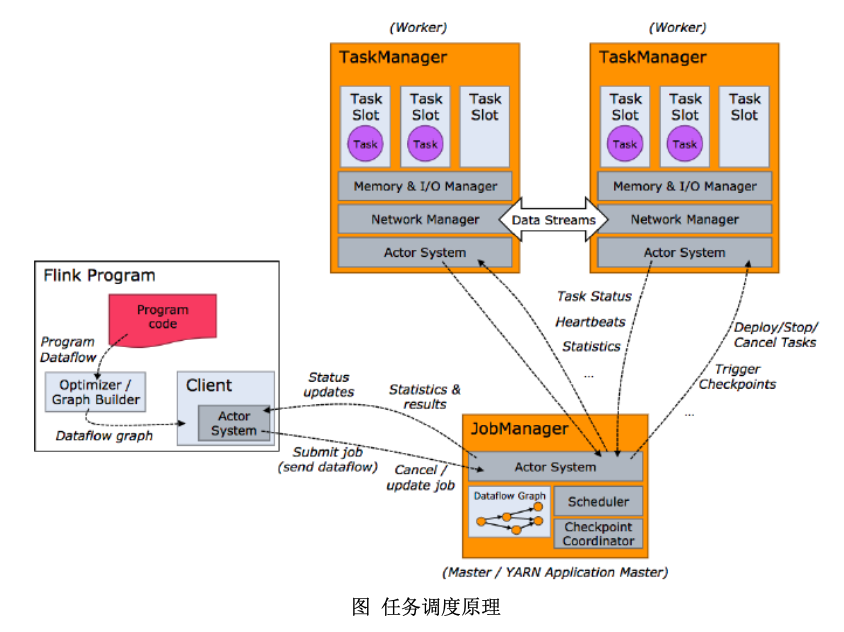 (Worker)
(Worker)
TaskManager
Task
Slot
Task
Task
Slot
Task
Task
Slot
Memory & I/O Manager
Network Manager
Actor System
Data Streams
TaskManager
Task
Slot
Task
Task
Slot
Task
Task
Slot
Memory & I/O Manager
Network Manager
Actor System
Flink Program
Program
code
Program
Dataflow
Optimizer /
Graph Builder
Dataflow graph
Client
Actor
System
Task Status
Heartbeats
Statistics
...
Deploy/Stop/
Cancel Tasks
Trigger
Checkpoints
...
Status
updates
Statistics &
results
Submit job
(send dataflow)
Cancel /
update job
JobManager
Actor System
Dataflow Graph
Scheduler
Checkpoint
Coordinator
(Master / YARN Application Master)
图 任务调度原理